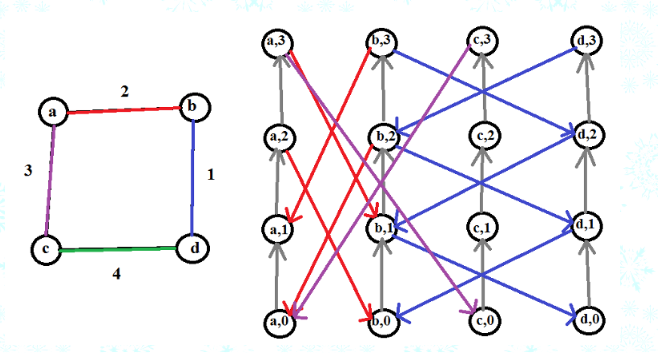 2
a
b
3
1
c
d
4
a,3 b,3 c,3 d,3
a,2 b,2 c,2 d,2
a,1 b,1 c,1 d,1
a,0 b,0 c,0 d,0